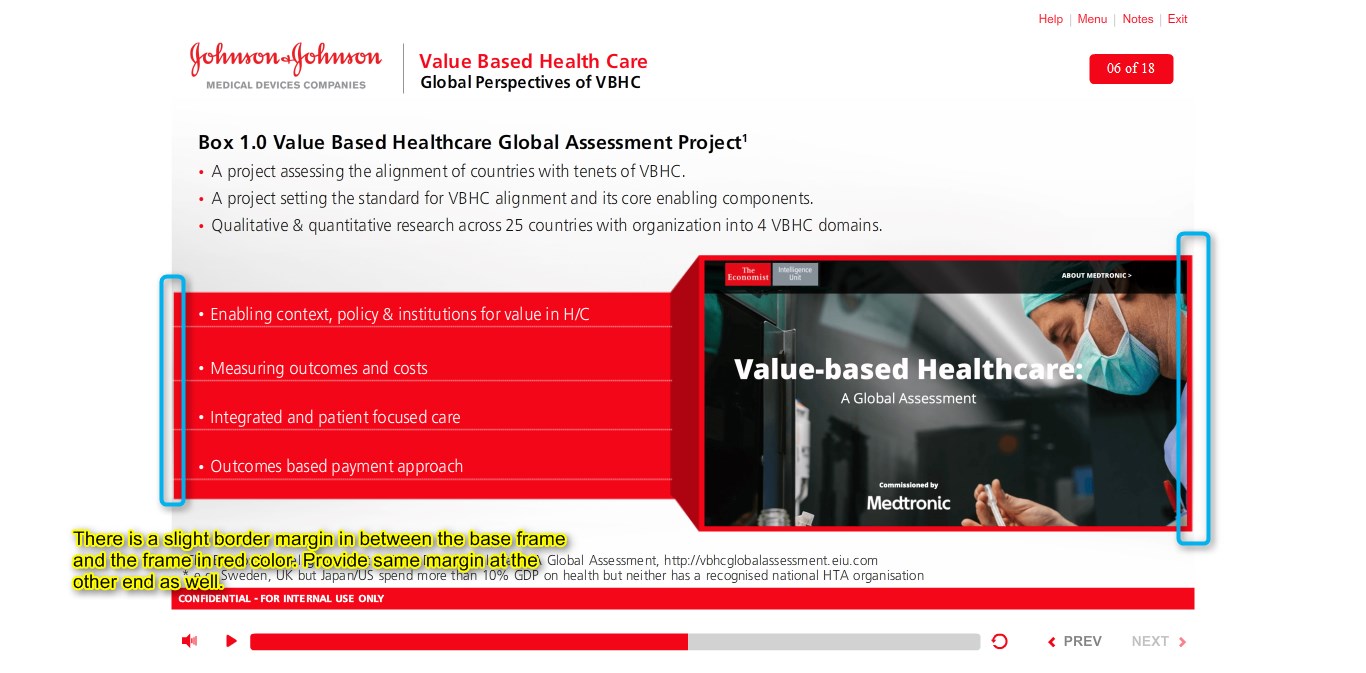 Help | Menu | Notes | Exit
Johnson & Johnson
MEDICAL DEVICES COMPANIES
Value Based Health Care
Global Perspectives of VBHC
06 of 18
Box 1.0 Value Based Healthcare Global Assessment Project¹
• A project assessing the alignment of countries with tenets of VBHC.
• A project setting the standard for VBHC alignment and its core enabling components.
• Qualitative & quantitative research across 25 countries with organization into 4 VBHC domains.
• Enabling context, policy & institutions for value in H/C
• Measuring outcomes and costs
• Integrated and patient focused care
• Outcomes based payment approach
The Economist
Intelligence Unit
ABOUT MEDTRONIC >
Value-based Healthcare:
A Global Assessment
Commissioned by
Medtronic
There is a slight border margin in between the base frame
and the frame in red color. Provide same margin at the
other end as well.
Global Assessment, http://vbhcglobalassessment.eiu.com
Sweden, UK but Japan/US spend more than 10% GDP on health but neither has a recognised national HTA organisation
CONFIDENTIAL - FOR INTERNAL USE ONLY
PREV
NEXT